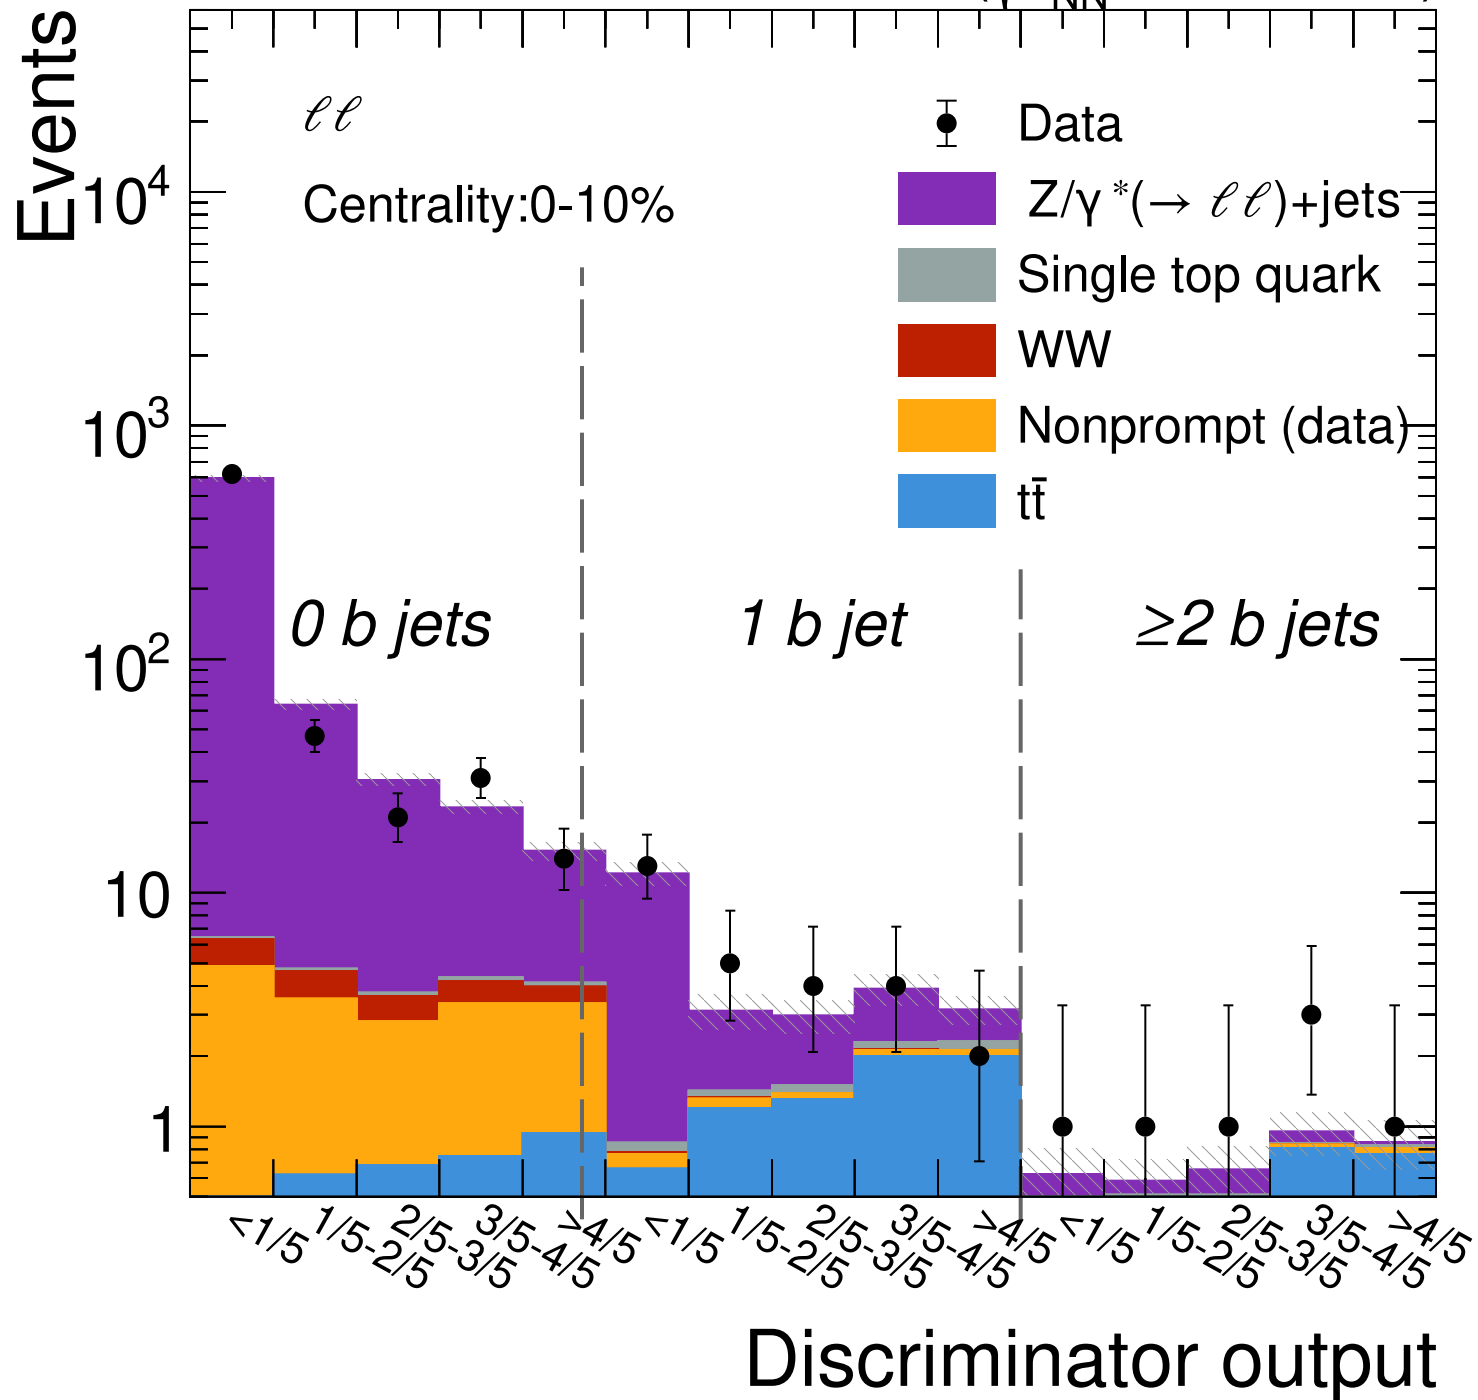 Events
ℓℓ
Centrality:0-10%
Data
Z/γ*(→ ℓℓ)+jets
Single top quark
WW
Nonprompt (data)
tt̄
10⁴
10³
10²
10
1
0 b jets
1 b jet
≥2 b jets
<1/5
1/5-2/5
2/5-3/5
3/5-4/5
>4/5
<1/5
1/5-2/5
2/5-3/5
3/5-4/5
>4/5
<1/5
1/5-2/5
2/5-3/5
3/5-4/5
>4/5
Discriminator output